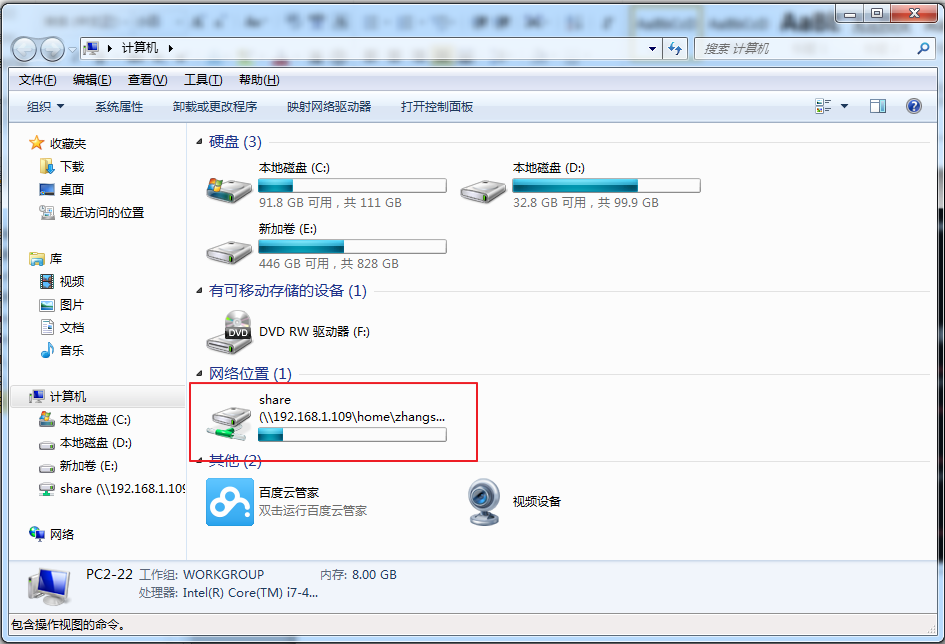 计算机
搜索 计算机
文件(F) 编辑(E) 查看(V) 工具(T) 帮助(H)
组织 系统属性 卸载或更改程序 映射网络驱动器 打开控制面板
收藏夹
下载
桌面
最近访问的位置
库
视频
图片
文档
音乐
计算机
本地磁盘 (C:)
本地磁盘 (D:)
新加卷 (E:)
share (\\192.168.1.109
网络
硬盘 (3)
本地磁盘 (C:)
91.8 GB 可用，共 111 GB
本地磁盘 (D:)
32.8 GB 可用，共 99.9 GB
新加卷 (E:)
446 GB 可用，共 828 GB
有可移动存储的设备 (1)
DVD
DVD RW 驱动器 (F:)
网络位置 (1)
share
(\\192.168.1.109\home\zhangs...
其他 (2)
百度云管家
双击运行百度云管家
视频设备
PC2-22 工作组: WORKGROUP 内存: 8.00 GB
处理器: Intel(R) Core(TM) i7-4...
包含操作视图的命令。